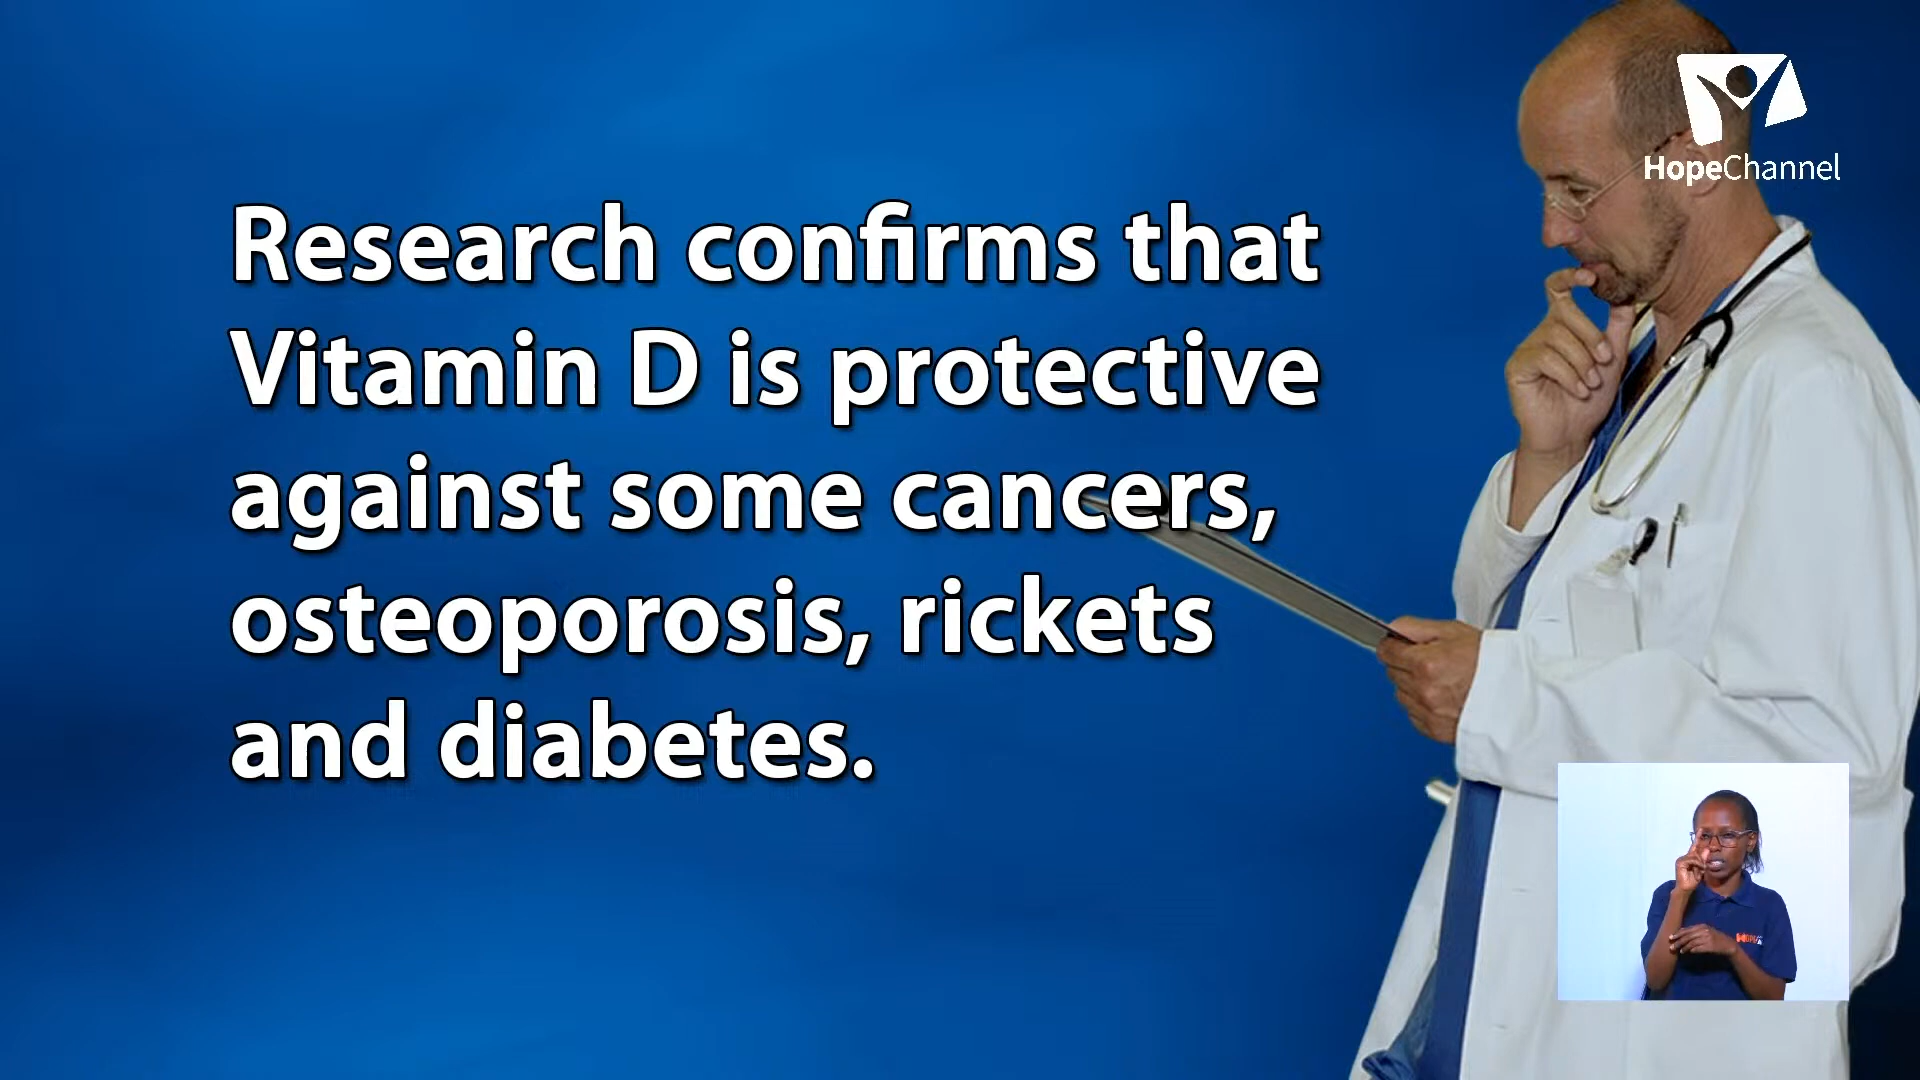 HopeChannel
Research confirms that
Vitamin D is protective
against some cancers,
osteoporosis, rickets
and diabetes.